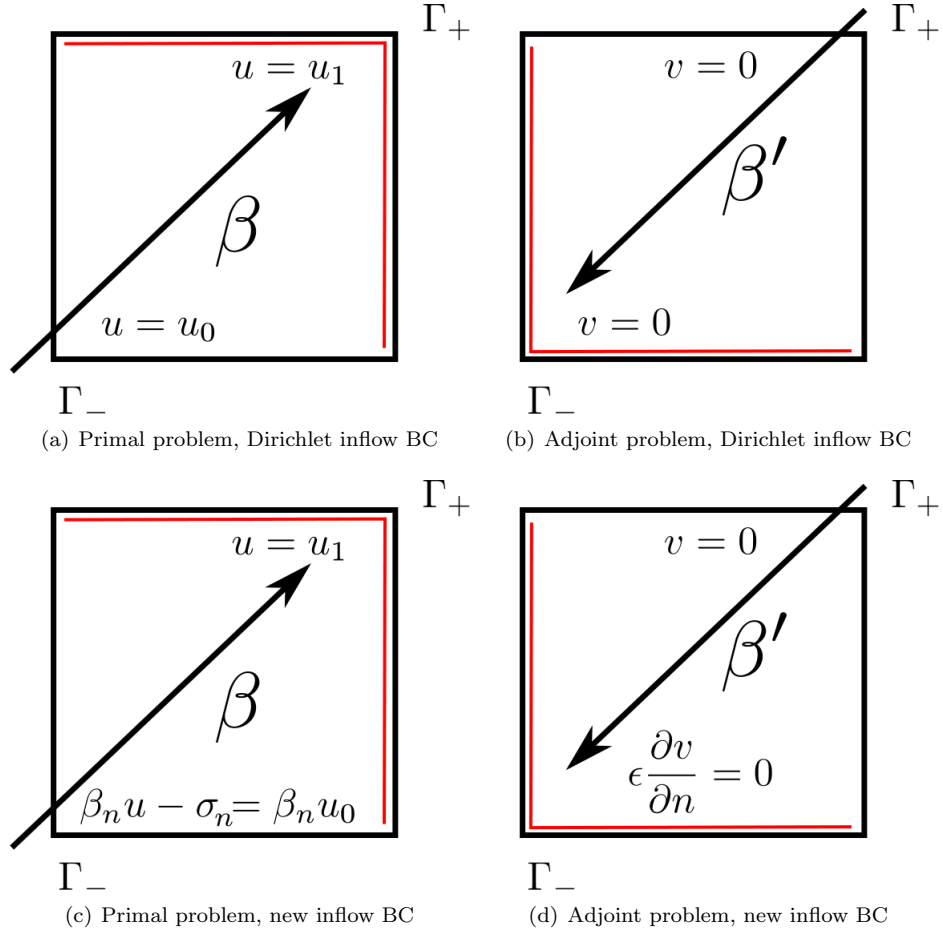 Γ₊ Γ₊
u = u₁ v = 0
β β′
u = u₀ v = 0
Γ₋ Γ₋
(a) Primal problem, Dirichlet inflow BC (b) Adjoint problem, Dirichlet inflow BC
Γ₊ Γ₊
u = u₁ v = 0
β β′
βₙu − σₙ= βₙu₀ ϵ ∂v/∂n = 0
Γ₋ Γ₋
(c) Primal problem, new inflow BC (d) Adjoint problem, new inflow BC